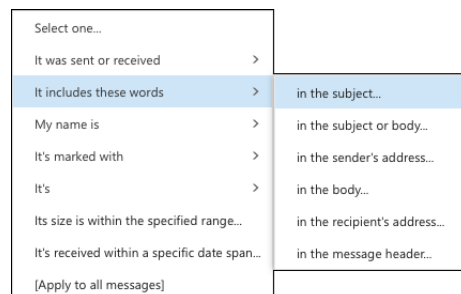 Select one...
It was sent or received
It includes these words
My name is
It's marked with
It's
Its size is within the specified range...
It's received within a specific date span...
[Apply to all messages]
in the subject...
in the subject or body...
in the sender's address...
in the body...
in the recipient's address...
in the message header...